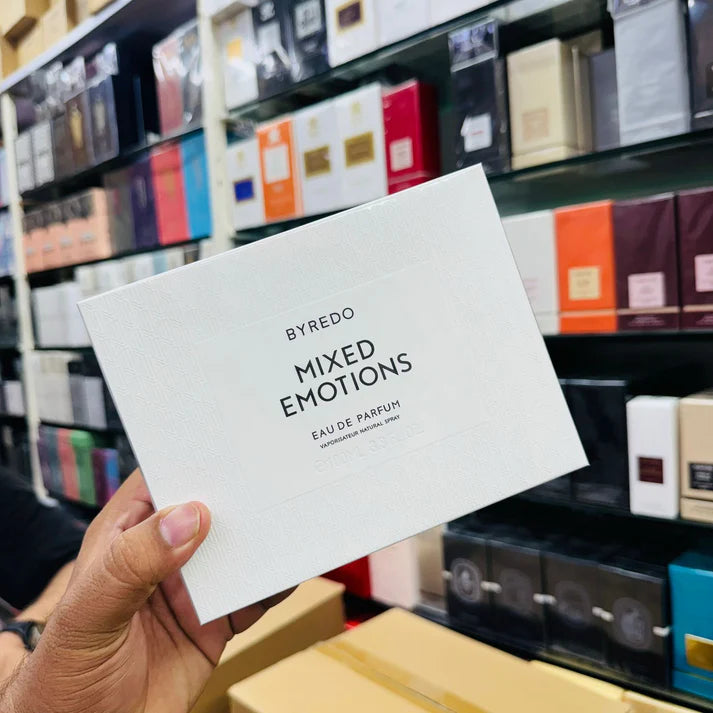 BYREDO
MIXED
EMOTIONS
EAU DE PARFUM
VAPORISATEUR NATURAL SPRAY